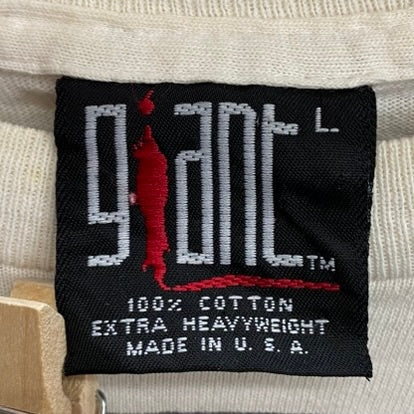 giant L.
TM
100% COTTON
EXTRA HEAVYWEIGHT
MADE IN U. S. A.